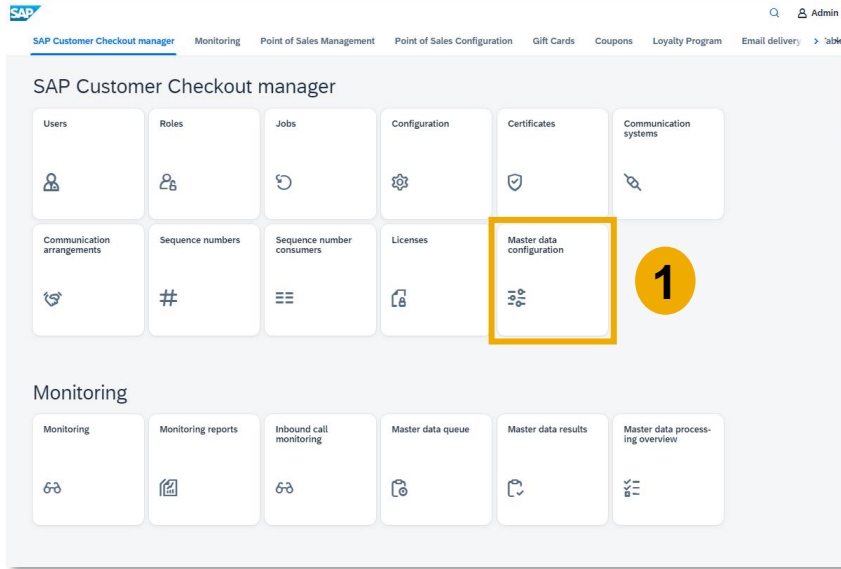 SAP
Admin
SAP Customer Checkout manager Monitoring Point of Sales Management Point of Sales Configuration Gift Cards Coupons Loyalty Program Email delivery
SAP Customer Checkout manager
Users Roles Jobs Configuration Certificates Communication
systems
Communication
arrangements
Sequence numbers
Sequence number
consumers
Licenses
Master data
configuration
1
Monitoring
Monitoring Monitoring reports
Inbound call
monitoring
Master data queue Master data results
Master data process-
ing overview